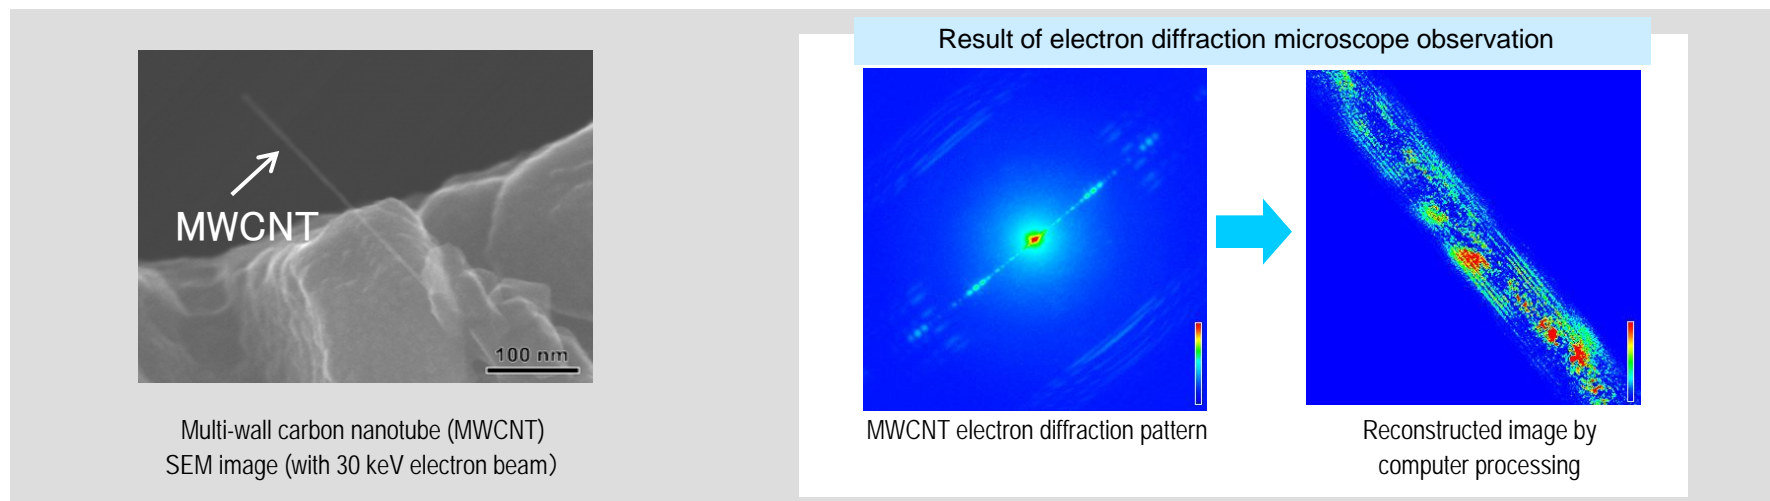 Result of electron diffraction microscope observation
MWCNT
100 nm
Multi-wall carbon nanotube (MWCNT)
SEM image (with 30 keV electron beam）
MWCNT electron diffraction pattern
Reconstructed image by
computer processing